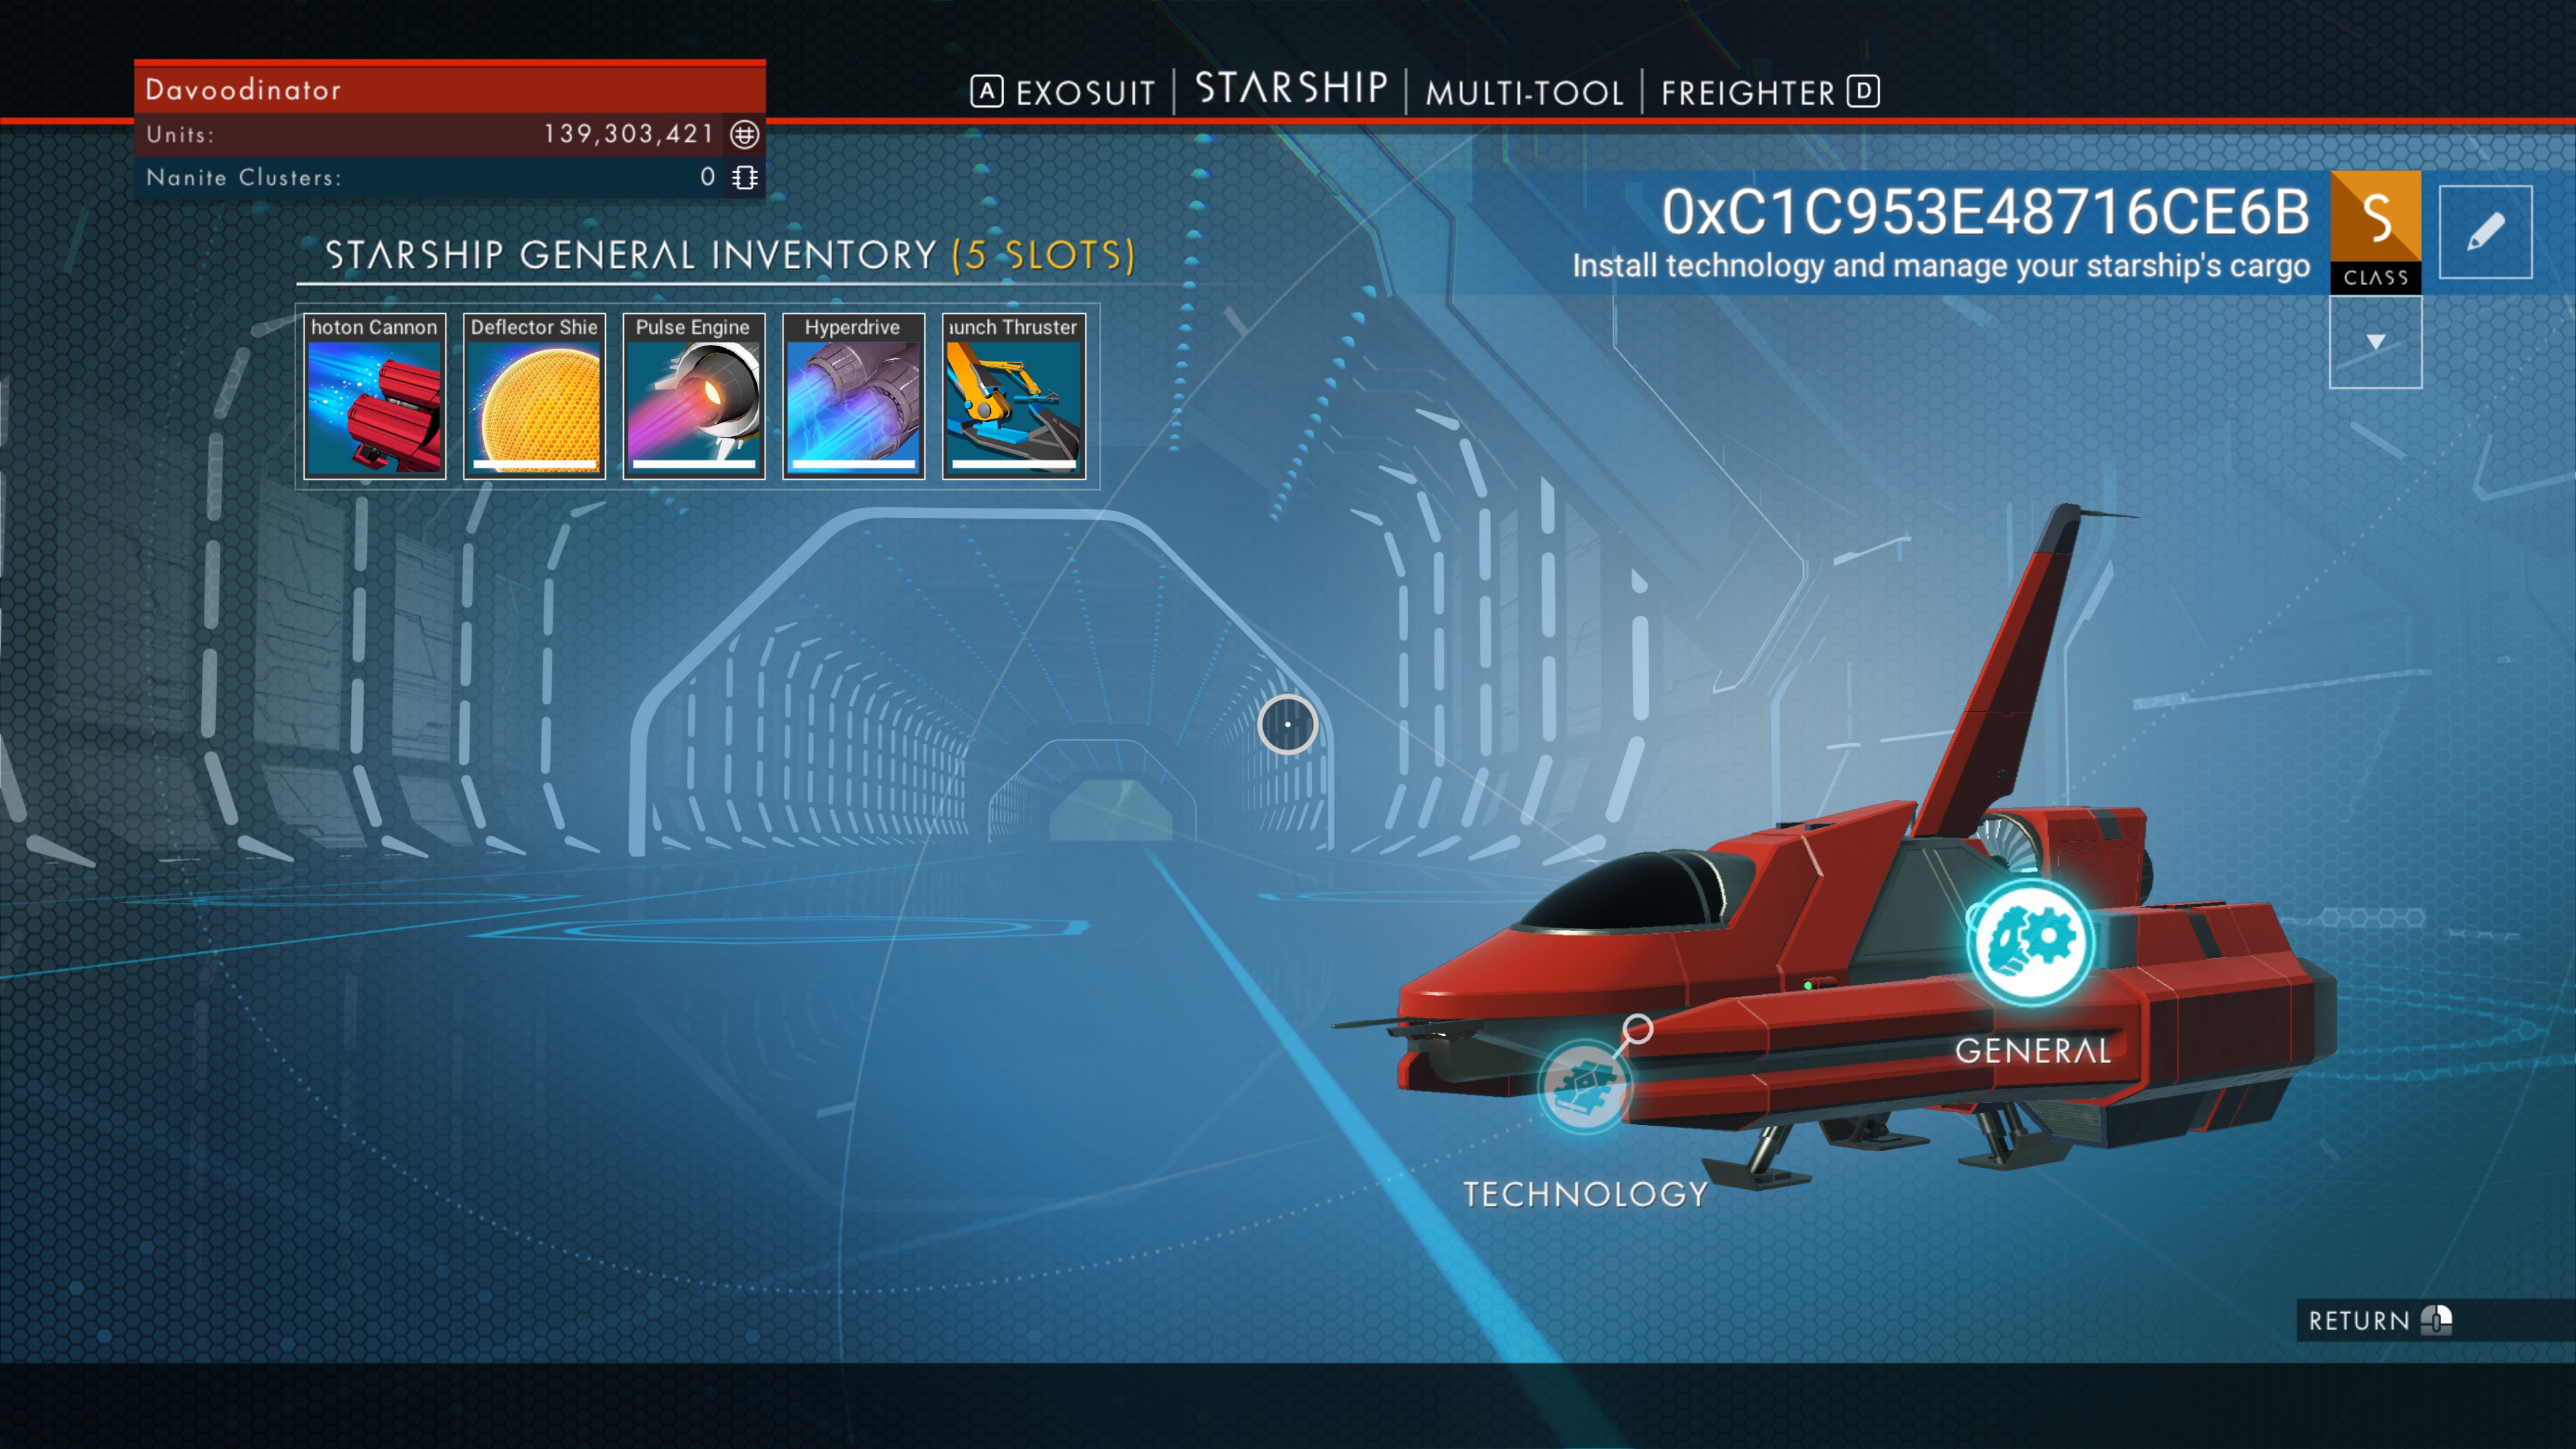 Davoodinator
Units: 139,303,421
Nanite Clusters: 0
A EXOSUIT STARSHIP MULTI-TOOL FREIGHTER D
0xC1C953E48716CE6B
Install technology and manage your starship's cargo
S
CLASS
STARSHIP GENERAL INVENTORY (5 SLOTS)
hoton Cannon Deflector Shie Pulse Engine Hyperdrive aunch Thruster
GENERAL
TECHNOLOGY
RETURN